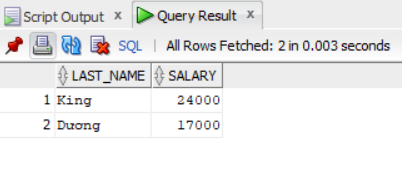 Script Output x Query Result x
SQL | All Rows Fetched: 2 in 0.003 seconds
LAST_NAME SALARY
1 King 24000
2 Dương 17000